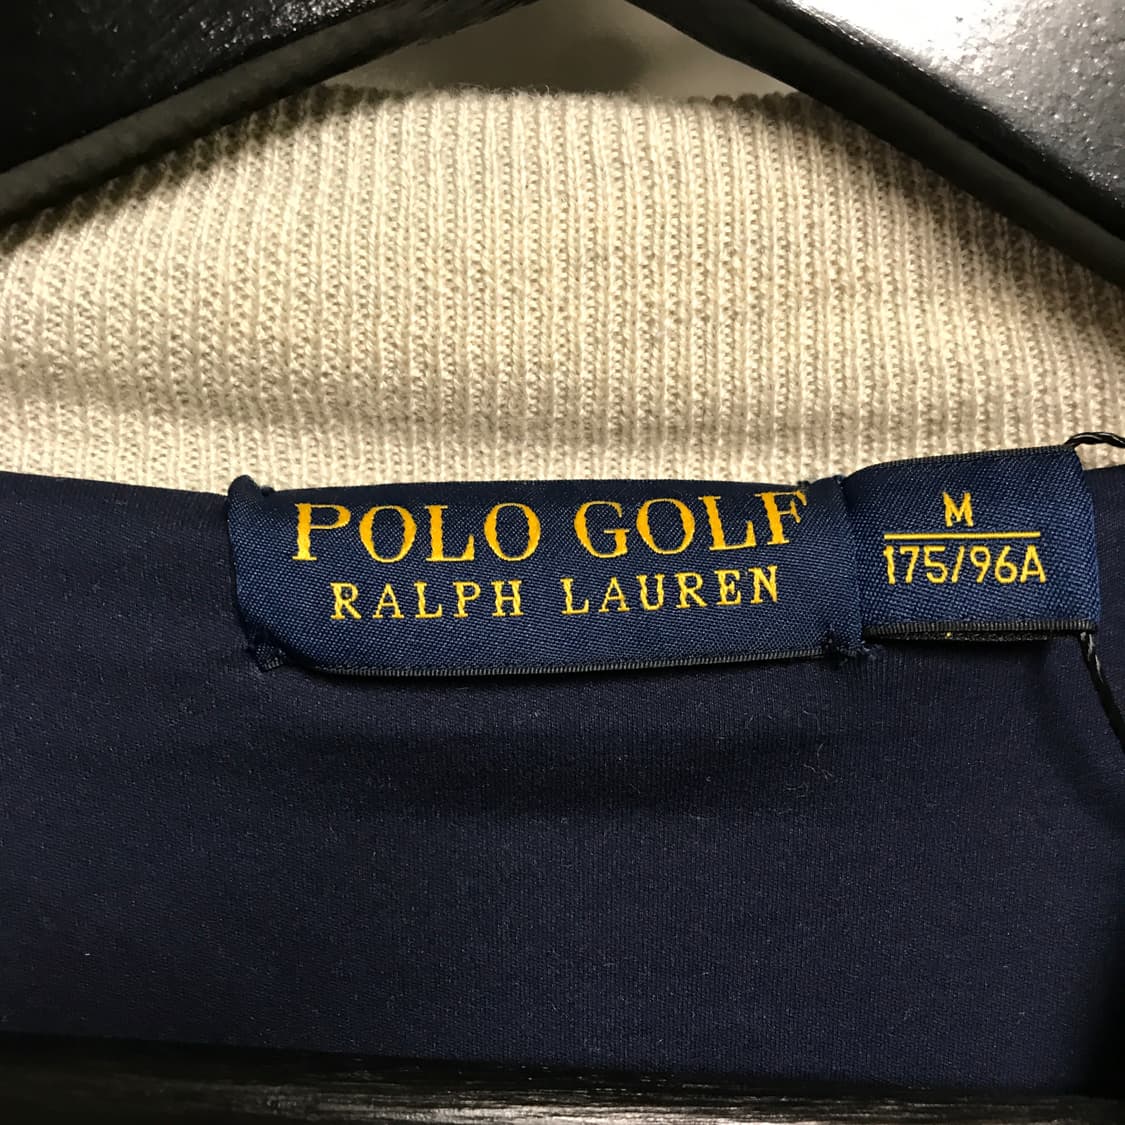 POLO GOLF
RALPH LAUREN
M
175/96A